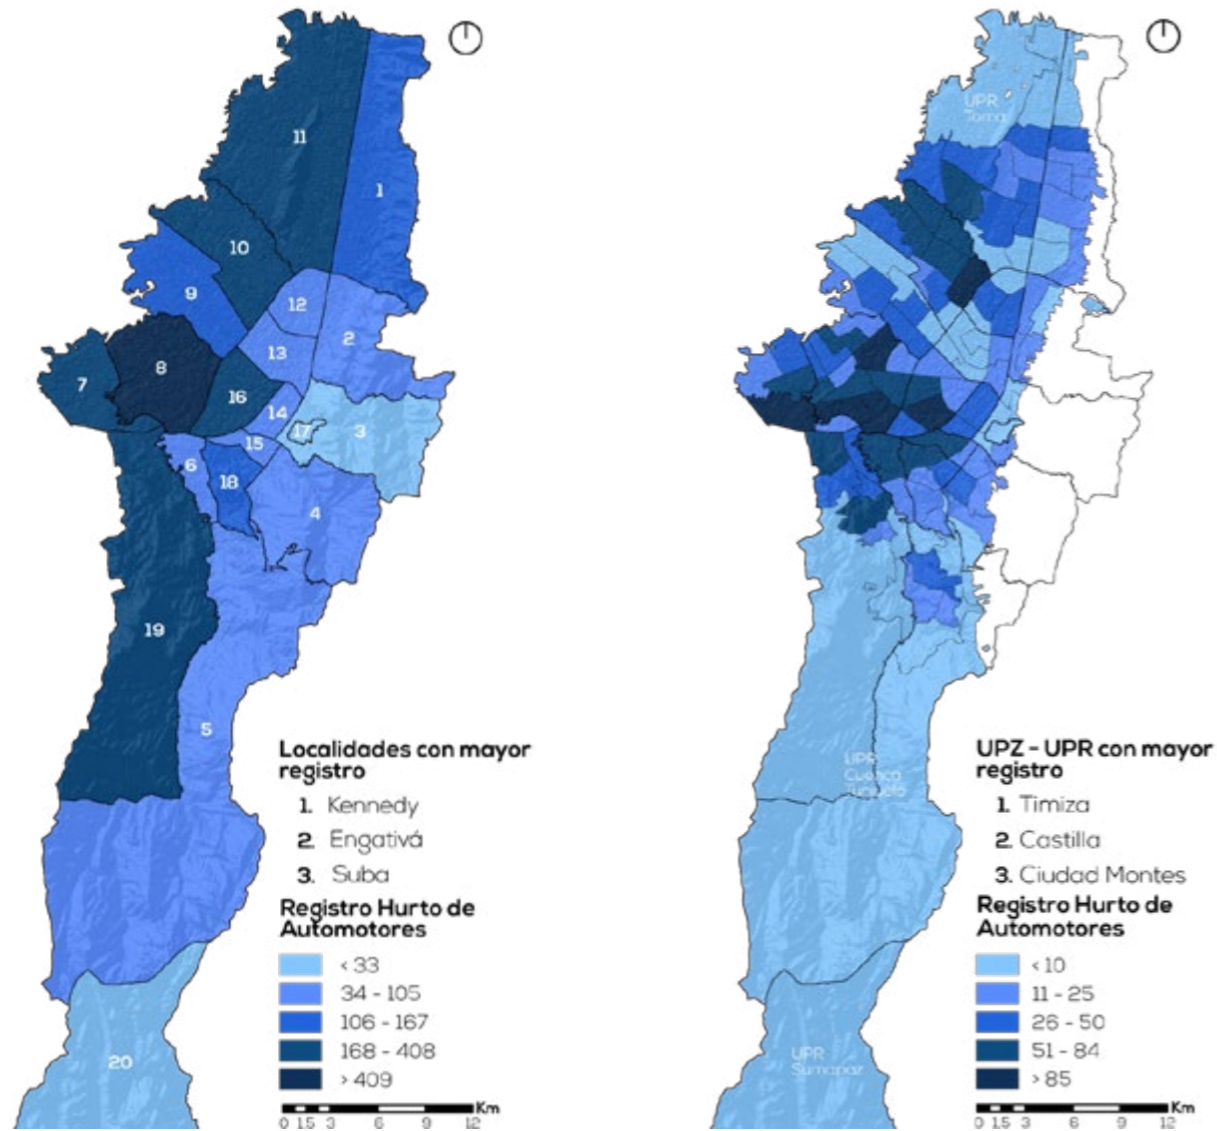 11
1
10
9
12
2
13
8
7
16
14
17
3
15
6
18
4
19
5
20
Localidades con mayor
registro
1. Kennedy
2. Engativá
3. Suba
Registro Hurto de
Automotores
< 33
34 - 105
106 - 167
168 - 408
> 409
Km
0 1.5 3 6 9 12
UPR
Torca
UPR
Cuenca
Tunjuelo
UPR
Sumapaz
UPZ - UPR con mayor
registro
1. Timiza
2. Castilla
3. Ciudad Montes
Registro Hurto de
Automotores
< 10
11 - 25
26 - 50
51 - 84
> 85
Km
0 1.5 3 6 9 12